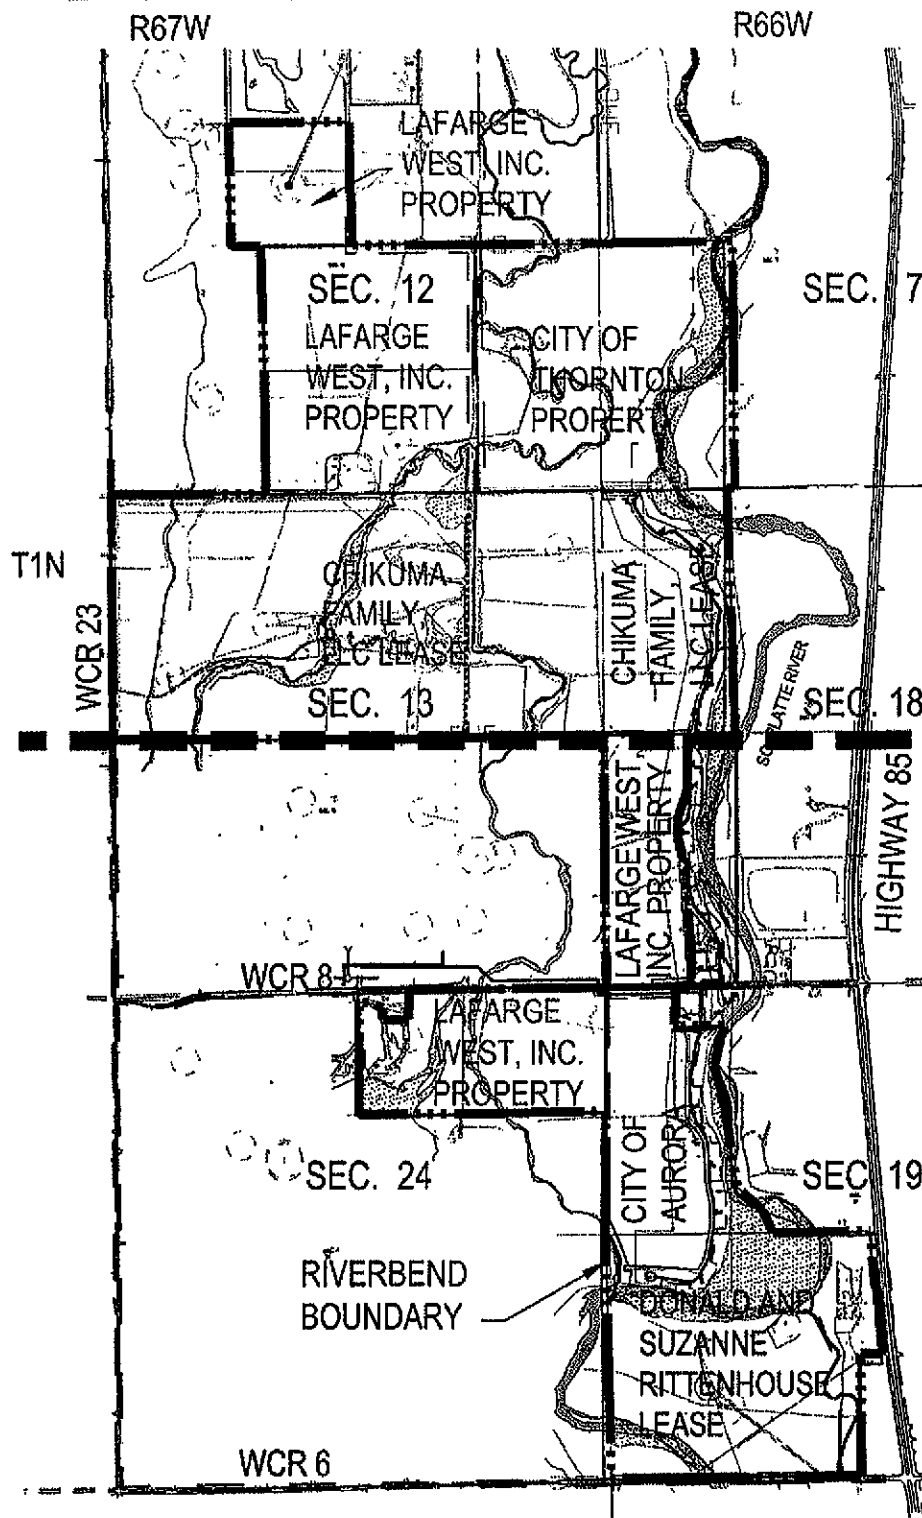 R67W
R66W
LAFARGE
WEST, INC.
PROPERTY
SEC. 12
SEC. 7
LAFARGE
WEST, INC.
PROPERTY
CITY OF
THORNTON
PROPERTY
T1N
WCR 23
CHIKUMA
FAMILY,
LLC LEASE
CHIKUMA
FAMILY,
LLC LEASE
SO. PLATTE RIVER
SEC. 13
SEC. 18
LAFARGE WEST,
INC. PROPERTY
HIGHWAY 85
WCR 8
LAFARGE
WEST, INC.
PROPERTY
CITY OF
AURORA
SEC. 24
SEC. 19
RIVERBEND
BOUNDARY
DONALD AND
SUZANNE
RITTENHOUSE
LEASE
WCR 6